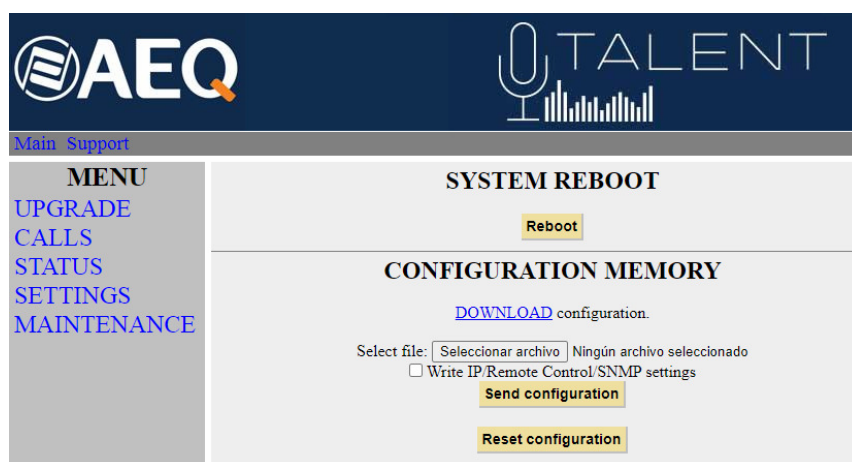 AEQ
TALENT
Main Support
MENU
UPGRADE
CALLS
STATUS
SETTINGS
MAINTENANCE
SYSTEM REBOOT
Reboot
CONFIGURATION MEMORY
DOWNLOAD configuration.
Select file: Seleccionar archivo Ningún archivo seleccionado
Write IP/Remote Control/SNMP settings
Send configuration
Reset configuration